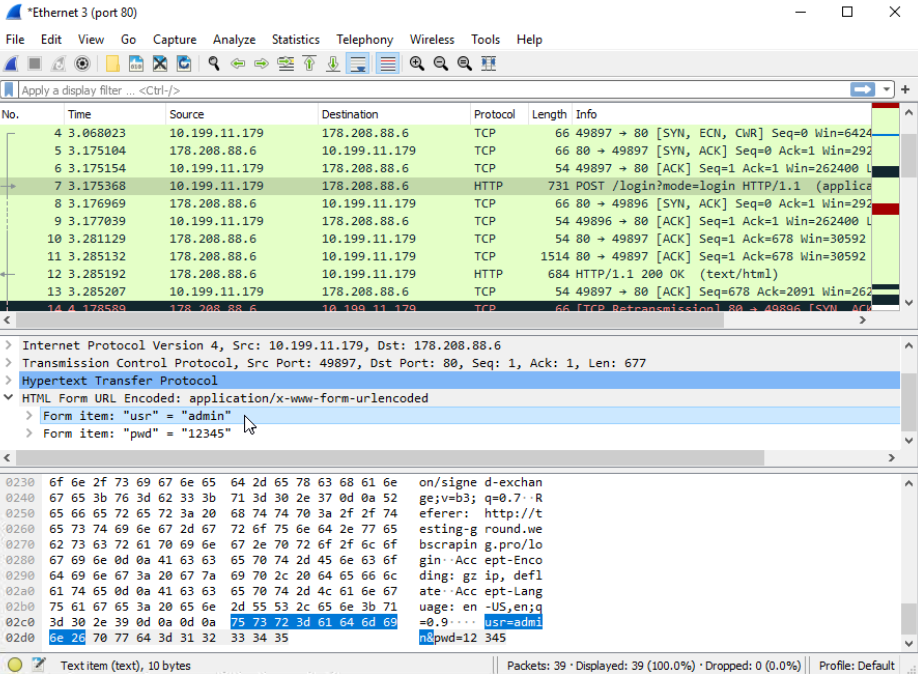 *Ethernet 3 (port 80)
File Edit View Go Capture Analyze Statistics Telephony Wireless Tools Help
Apply a display filter ... <Ctrl-/>
No. Time Source Destination Protocol Length Info
4 3.068023 10.199.11.179 178.208.88.6 TCP 66 49897 → 80 [SYN, ECN, CWR] Seq=0 Win=6424
5 3.175104 178.208.88.6 10.199.11.179 TCP 66 80 → 49897 [SYN, ACK] Seq=0 Ack=1 Win=292
6 3.175154 10.199.11.179 178.208.88.6 TCP 54 49897 → 80 [ACK] Seq=1 Ack=1 Win=262400 L
7 3.175368 10.199.11.179 178.208.88.6 HTTP 731 POST /login?mode=login HTTP/1.1 (applica
8 3.176969 178.208.88.6 10.199.11.179 TCP 66 80 → 49896 [SYN, ACK] Seq=0 Ack=1 Win=292
9 3.177039 10.199.11.179 178.208.88.6 TCP 54 49896 → 80 [ACK] Seq=1 Ack=1 Win=262400 L
10 3.281129 178.208.88.6 10.199.11.179 TCP 54 80 → 49897 [ACK] Seq=1 Ack=678 Win=30592
11 3.285132 178.208.88.6 10.199.11.179 TCP 1514 80 → 49897 [ACK] Seq=1 Ack=678 Win=30592
12 3.285192 178.208.88.6 10.199.11.179 HTTP 684 HTTP/1.1 200 OK (text/html)
13 3.285207 10.199.11.179 178.208.88.6 TCP 54 49897 → 80 [ACK] Seq=678 Ack=2091 Win=262
14 4.178589 178.208.88.6 10.199.11.179 TCP 66 [TCP Retransmission] 80 → 49896 [SYN, ACK
Internet Protocol Version 4, Src: 10.199.11.179, Dst: 178.208.88.6
Transmission Control Protocol, Src Port: 49897, Dst Port: 80, Seq: 1, Ack: 1, Len: 677
Hypertext Transfer Protocol
HTML Form URL Encoded: application/x-www-form-urlencoded
Form item: "usr" = "admin"
Form item: "pwd" = "12345"
0230 6f 6e 2f 73 69 67 6e 65 64 2d 65 78 63 68 61 6e on/signe d-exchan
0240 67 65 3b 76 3d 62 33 3b 71 3d 30 2e 37 0d 0a 52 ge;v=b3; q=0.7··R
0250 65 66 65 72 65 72 3a 20 68 74 74 70 3a 2f 2f 74 eferer: http://t
0260 65 73 74 69 6e 67 2d 67 72 6f 75 6e 64 2e 77 65 esting-g round.we
0270 62 73 63 72 61 70 69 6e 67 2e 70 72 6f 2f 6c 6f bscrapin g.pro/lo
0280 67 69 6e 0d 0a 41 63 63 65 70 74 2d 45 6e 63 6f gin··Acc ept-Enco
0290 64 69 6e 67 3a 20 67 7a 69 70 2c 20 64 65 66 6c ding: gz ip, defl
02a0 61 74 65 0d 0a 41 63 63 65 70 74 2d 4c 61 6e 67 ate··Acc ept-Lang
02b0 75 61 67 65 3a 20 65 6e 2d 55 53 2c 65 6e 3b 71 uage: en -US,en;q
02c0 3d 30 2e 39 0d 0a 0d 0a 75 73 72 3d 61 64 6d 69 =0.9···· usr=admi
02d0 6e 26 70 77 64 3d 31 32 33 34 35 n&pwd=12 345
Text item (text), 10 bytes Packets: 39 · Displayed: 39 (100.0%) · Dropped: 0 (0.0%) Profile: Default